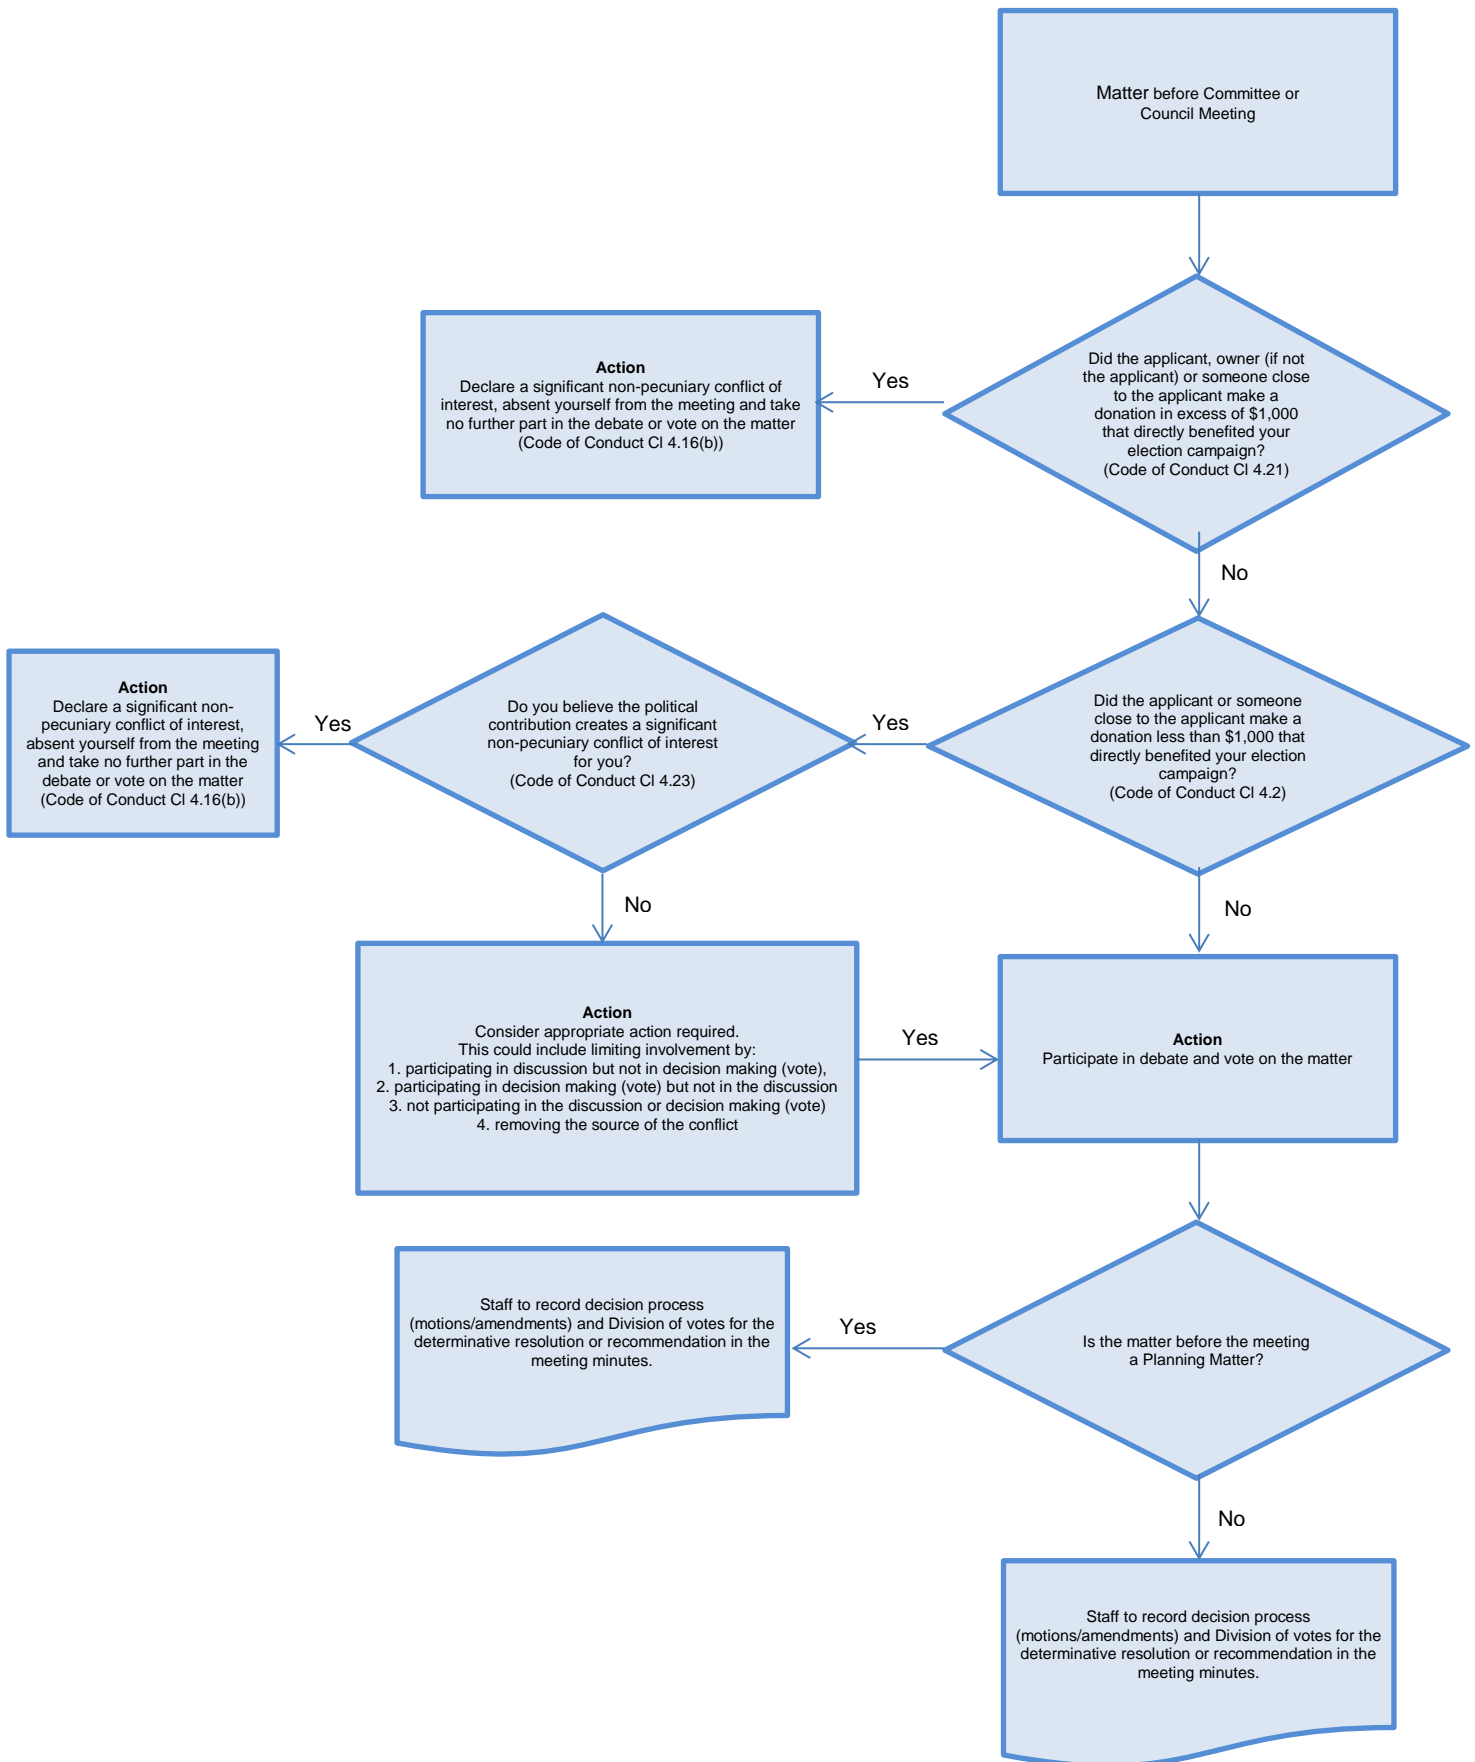 Matter before Committee or
Council Meeting
Did the applicant, owner (if not
the applicant) or someone close
to the applicant make a
donation in excess of $1,000
that directly benefited your
election campaign?
(Code of Conduct Cl 4.21)
Yes
Action
Declare a significant non-pecuniary conflict of
interest, absent yourself from the meeting and take
no further part in the debate or vote on the matter
(Code of Conduct Cl 4.16(b))
No
Did the applicant or someone
close to the applicant make a
donation less than $1,000 that
directly benefited your election
campaign?
(Code of Conduct Cl 4.2)
Yes
Do you believe the political
contribution creates a significant
non-pecuniary conflict of interest
for you?
(Code of Conduct Cl 4.23)
Yes
Action
Declare a significant non-
pecuniary conflict of interest,
absent yourself from the meeting
and take no further part in the
debate or vote on the matter
(Code of Conduct Cl 4.16(b))
No
Action
Consider appropriate action required.
This could include limiting involvement by:
1. participating in discussion but not in decision making (vote),
2. participating in decision making (vote) but not in the discussion
3. not participating in the discussion or decision making (vote)
4. removing the source of the conflict
Yes
No
Action
Participate in debate and vote on the matter
Is the matter before the meeting
a Planning Matter?
Yes
Staff to record decision process
(motions/amendments) and Division of votes for the
determinative resolution or recommendation in the
meeting minutes.
No
Staff to record decision process
(motions/amendments) and Division of votes for the
determinative resolution or recommendation in the
meeting minutes.